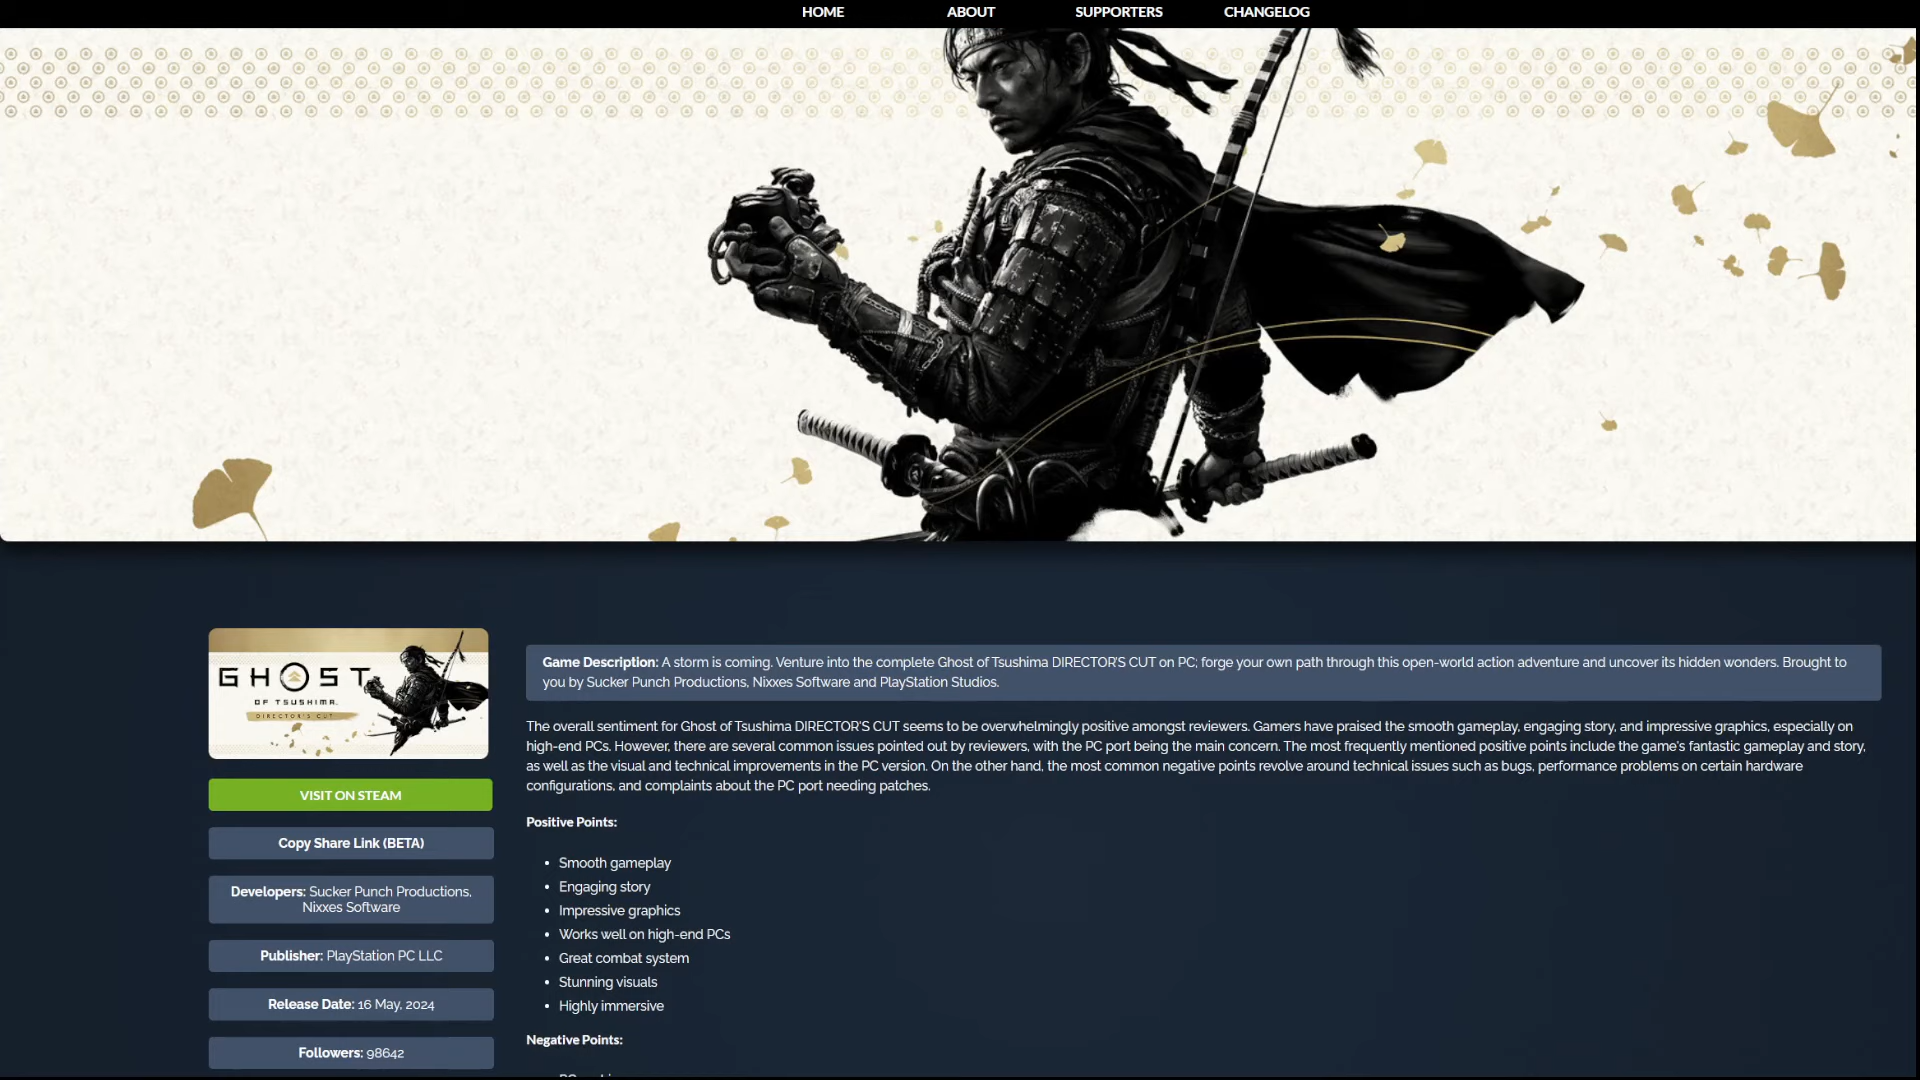 HOME ABOUT SUPPORTERS CHANGELOG
GHOST
OF TSUSHIMA.
DIRECTOR'S CUT
VISIT ON STEAM
Copy Share Link (BETA)
Developers: Sucker Punch Productions,
Nixxes Software
Publisher: PlayStation PC LLC
Release Date: 16 May, 2024
Followers: 98642
Game Description: A storm is coming. Venture into the complete Ghost of Tsushima DIRECTOR'S CUT on PC; forge your own path through this open-world action adventure and uncover its hidden wonders. Brought to
you by Sucker Punch Productions, Nixxes Software and PlayStation Studios.
The overall sentiment for Ghost of Tsushima DIRECTOR'S CUT seems to be overwhelmingly positive amongst reviewers. Gamers have praised the smooth gameplay, engaging story, and impressive graphics, especially on
high-end PCs. However, there are several common issues pointed out by reviewers, with the PC port being the main concern. The most frequently mentioned positive points include the game's fantastic gameplay and story,
as well as the visual and technical improvements in the PC version. On the other hand, the most common negative points revolve around technical issues such as bugs, performance problems on certain hardware
configurations, and complaints about the PC port needing patches.
Positive Points:
• Smooth gameplay
• Engaging story
• Impressive graphics
• Works well on high-end PCs
• Great combat system
• Stunning visuals
• Highly immersive
Negative Points: